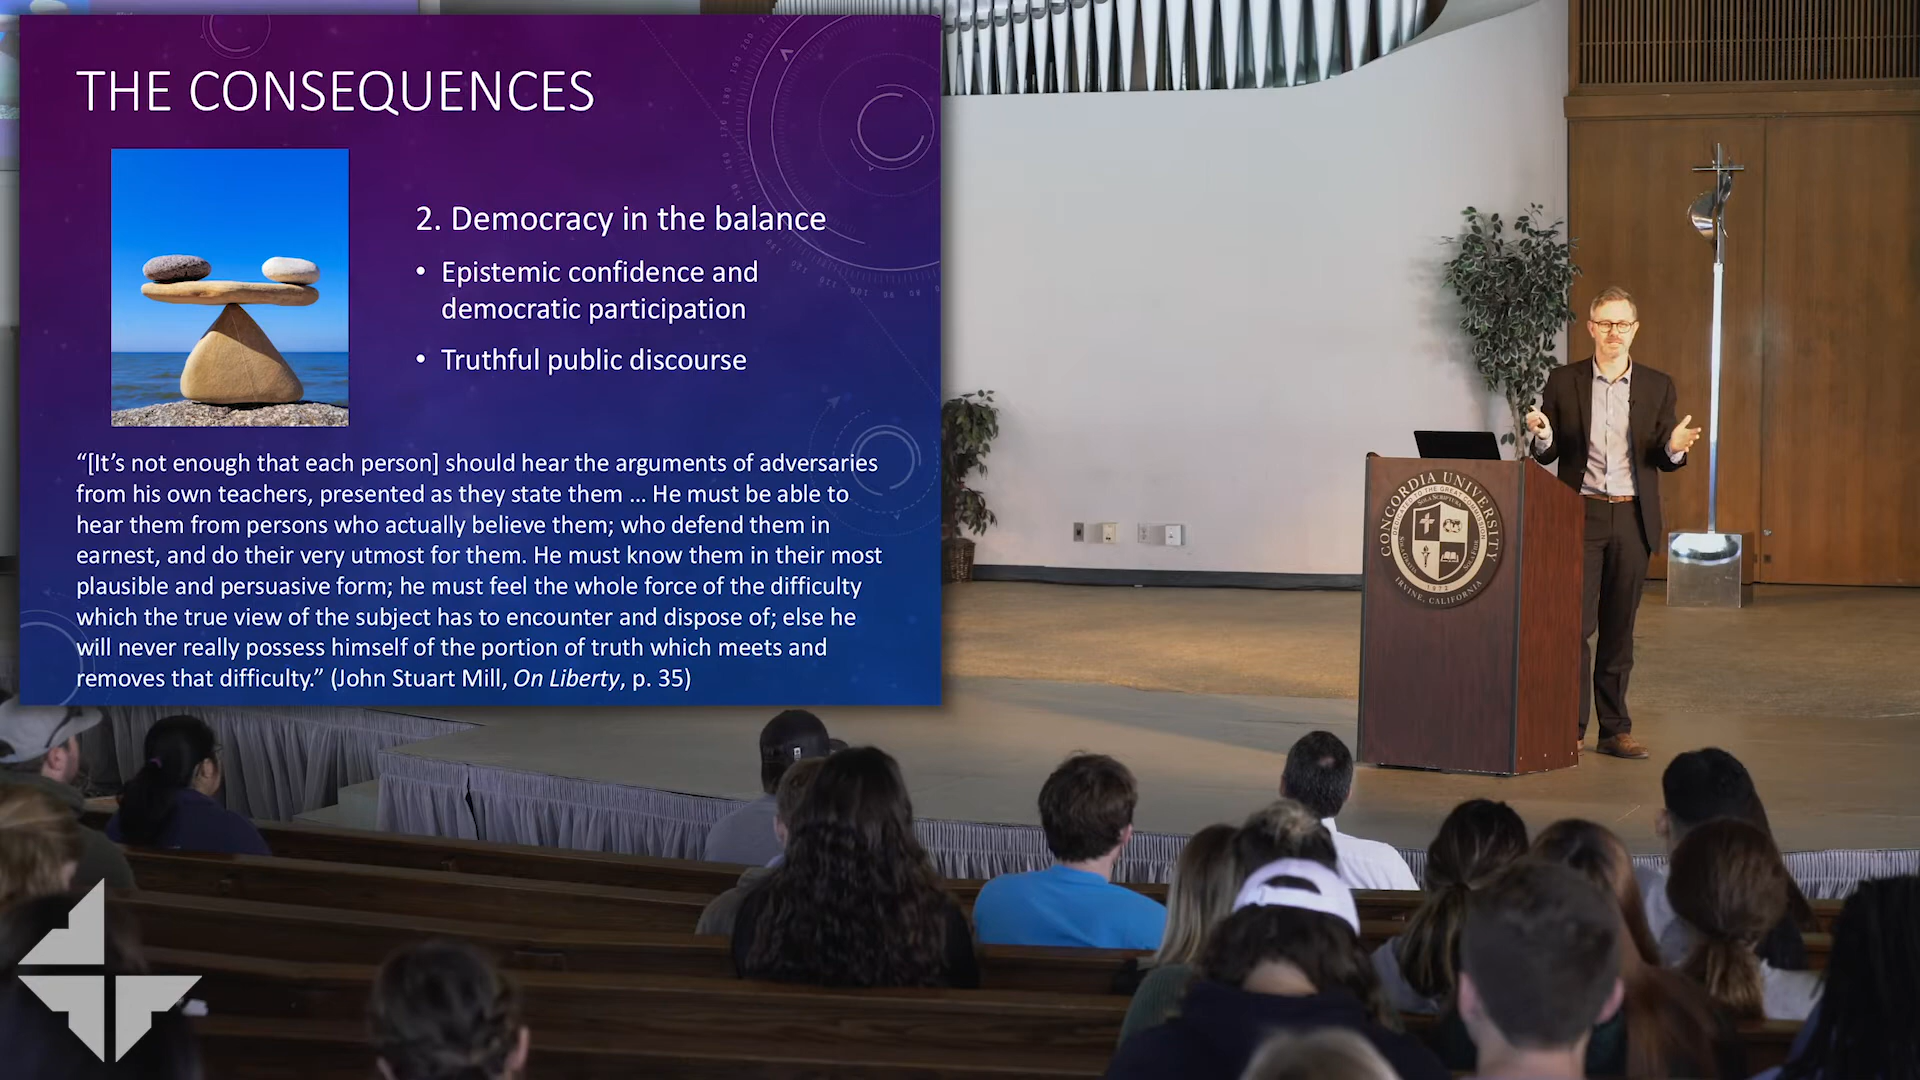 THE CONSEQUENCES
2. Democracy in the balance
• Epistemic confidence and
democratic participation
• Truthful public discourse
“[It’s not enough that each person] should hear the arguments of adversaries
from his own teachers, presented as they state them ... He must be able to
hear them from persons who actually believe them; who defend them in
earnest, and do their very utmost for them. He must know them in their most
plausible and persuasive form; he must feel the whole force of the difficulty
which the true view of the subject has to encounter and dispose of; else he
will never really possess himself of the portion of truth which meets and
removes that difficulty.” (John Stuart Mill, On Liberty, p. 35)
CONCORDIA UNIVERSITY
IRVINE, CALIFORNIA